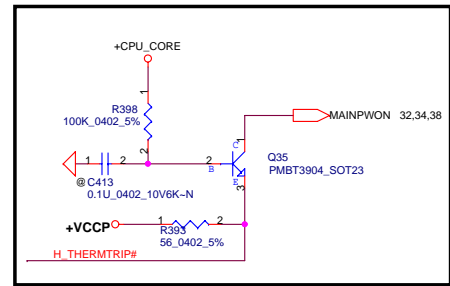 +CPU_CORE
1
R398
100K_0402_5%
2
C
1
MAINPWON 32,34,38
1 2
2
B
Q35
PMBT3904_SOT23
E
3
@
C413
0.1U_0402_10V6K~N
+VCCP
1 2
R393
56_0402_5%
H_THERMTRIP#